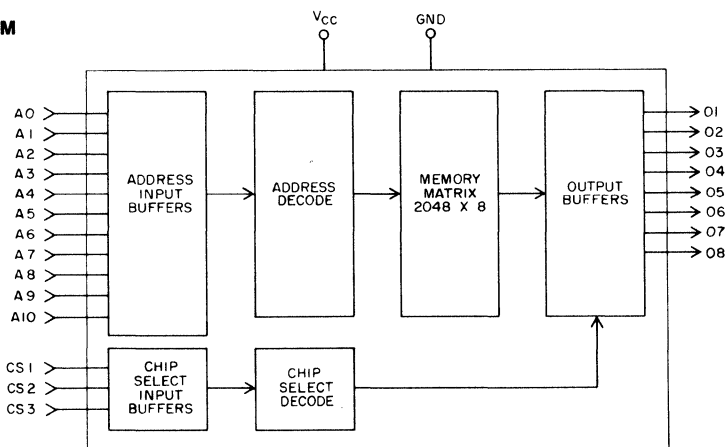 M
VCC
GND
A0
A1
A2
A3
A4
A5
A6
A7
A8
A9
A10
ADDRESS
INPUT
BUFFERS
ADDRESS
DECODE
MEMORY
MATRIX
2048 X 8
OUTPUT
BUFFERS
O1
O2
O3
O4
O5
O6
O7
O8
CS1
CS2
CS3
CHIP
SELECT
INPUT
BUFFERS
CHIP
SELECT
DECODE